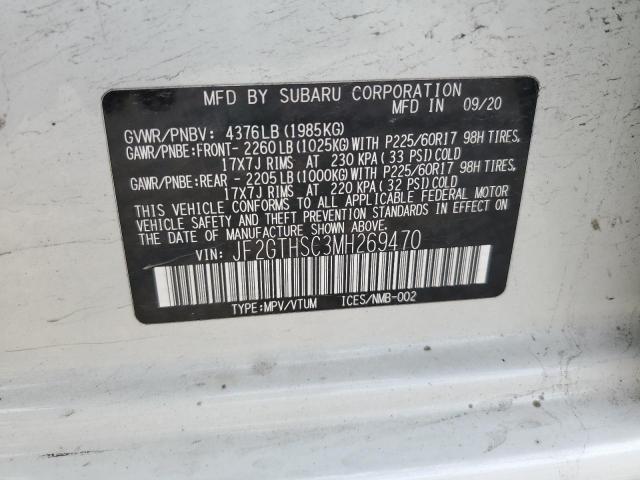 MFD BY SUBARU CORPORATION
MFD IN 09/20
GVWR/PNBV: 4376LB(1985KG)
GAWR/PNBE:FRONT- 2260LB(1025KG)WITH P225/60R17 98H TIRES,
17X7J RIMS AT 230 KPA(33 PSI)COLD
GAWR/PNBE:REAR - 2205LB(1000KG)WITH P225/60R17 98H TIRES,
17X7J RIMS AT 220 KPA(32 PSI)COLD
THIS VEHICLE CONFORMS TO ALL APPLICABLE FEDERAL MOTOR
VEHICLE SAFETY AND THEFT PREVENTION STANDARDS
IN EFFECT ON THE DATE OF MANUFACTURE SHOWN ABOVE.
VIN: JF2GTHSC3MH269470
TYPE:MPV/VTUM ICES/NMB-002